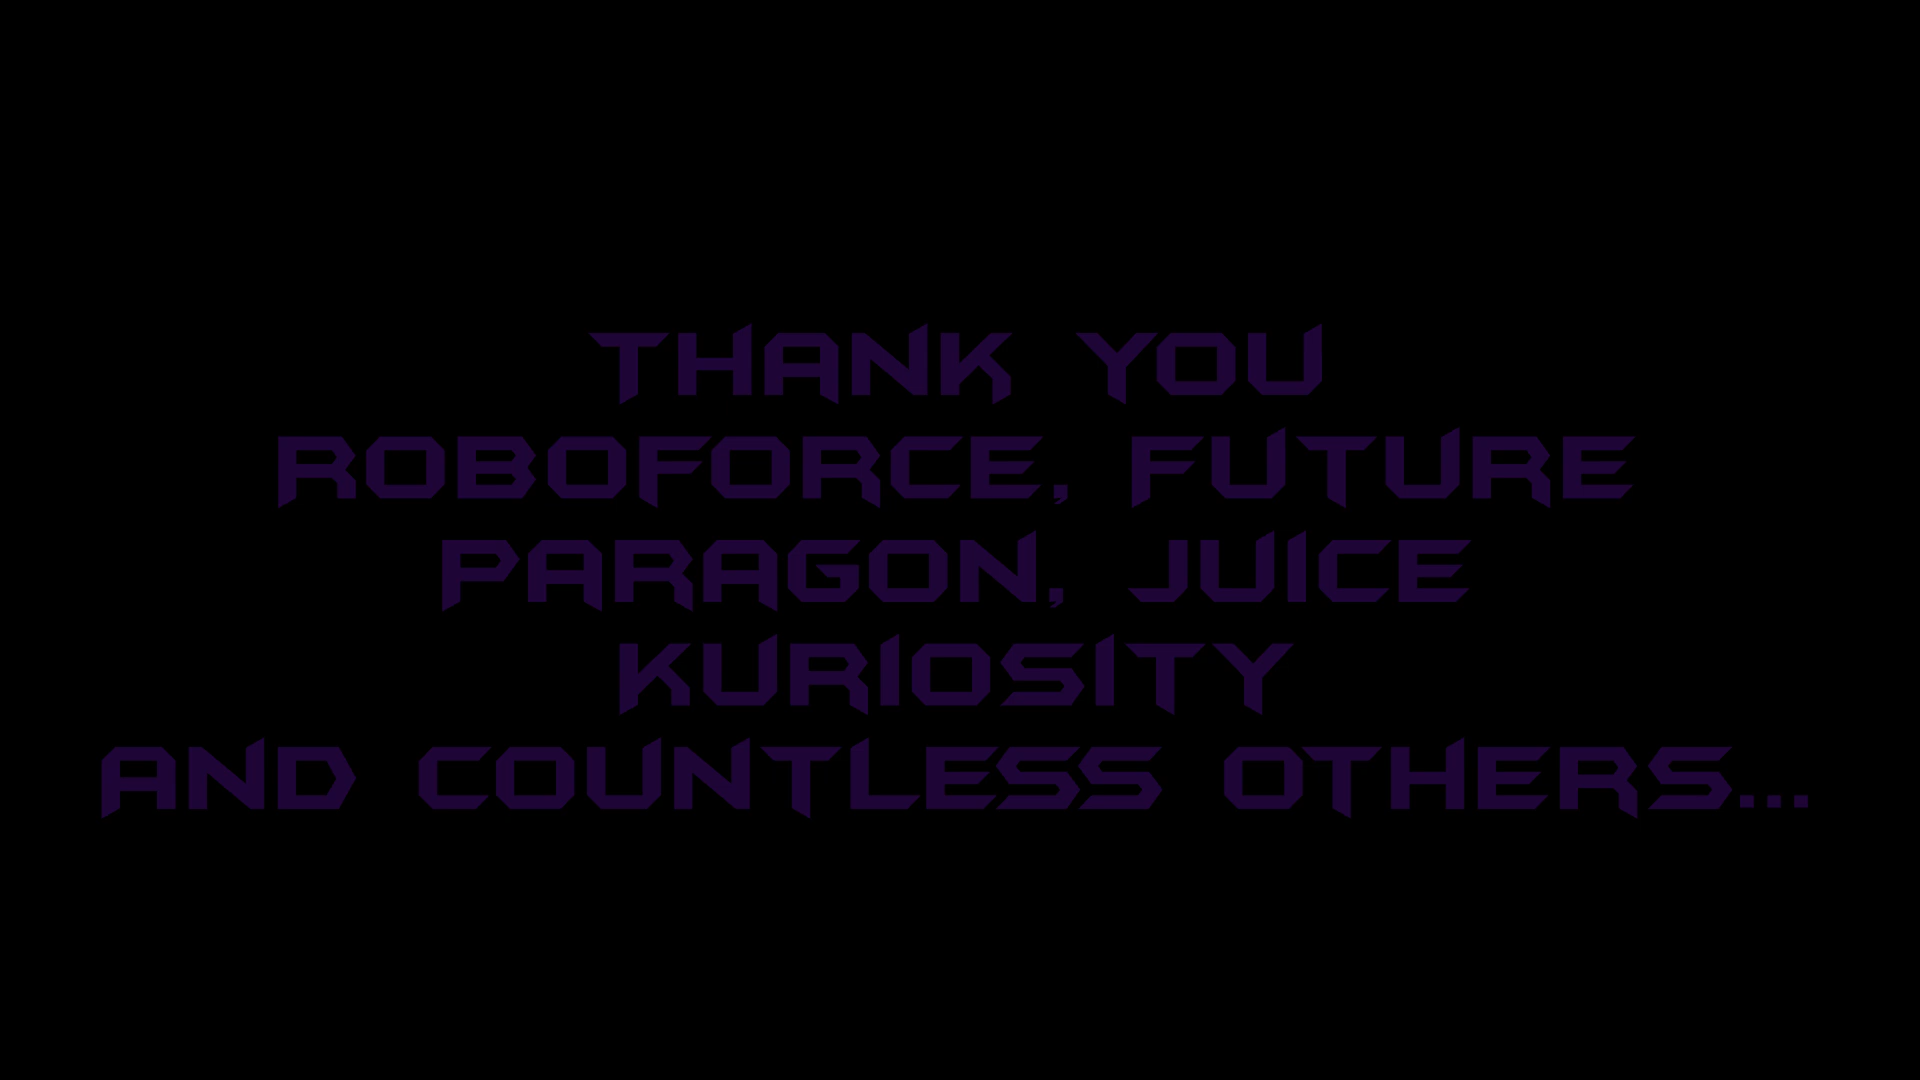 THANK YOU
ROBOFORCE, FUTURE
PARAGON, JUICE
KURIOSITY
AND COUNTLESS OTHERS...